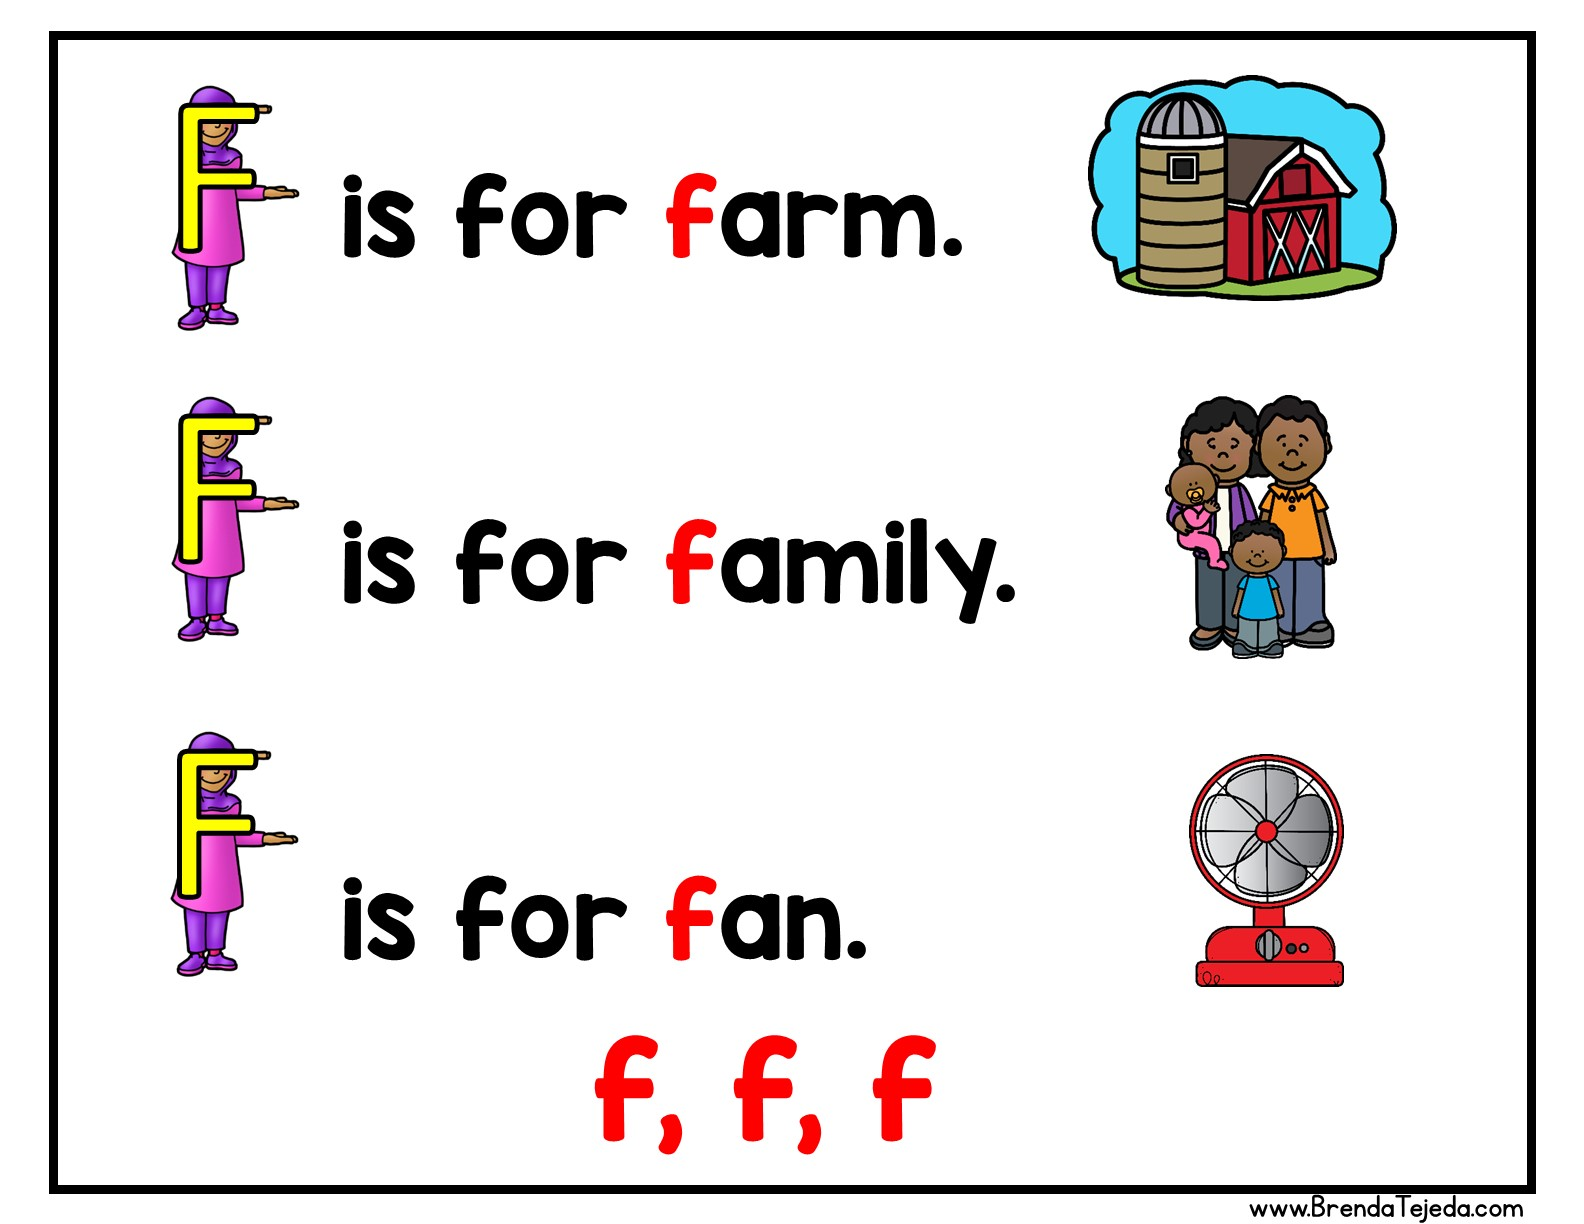 F is for farm.
F is for family.
F is for fan.
f, f, f
www.BrendaTejeda.com